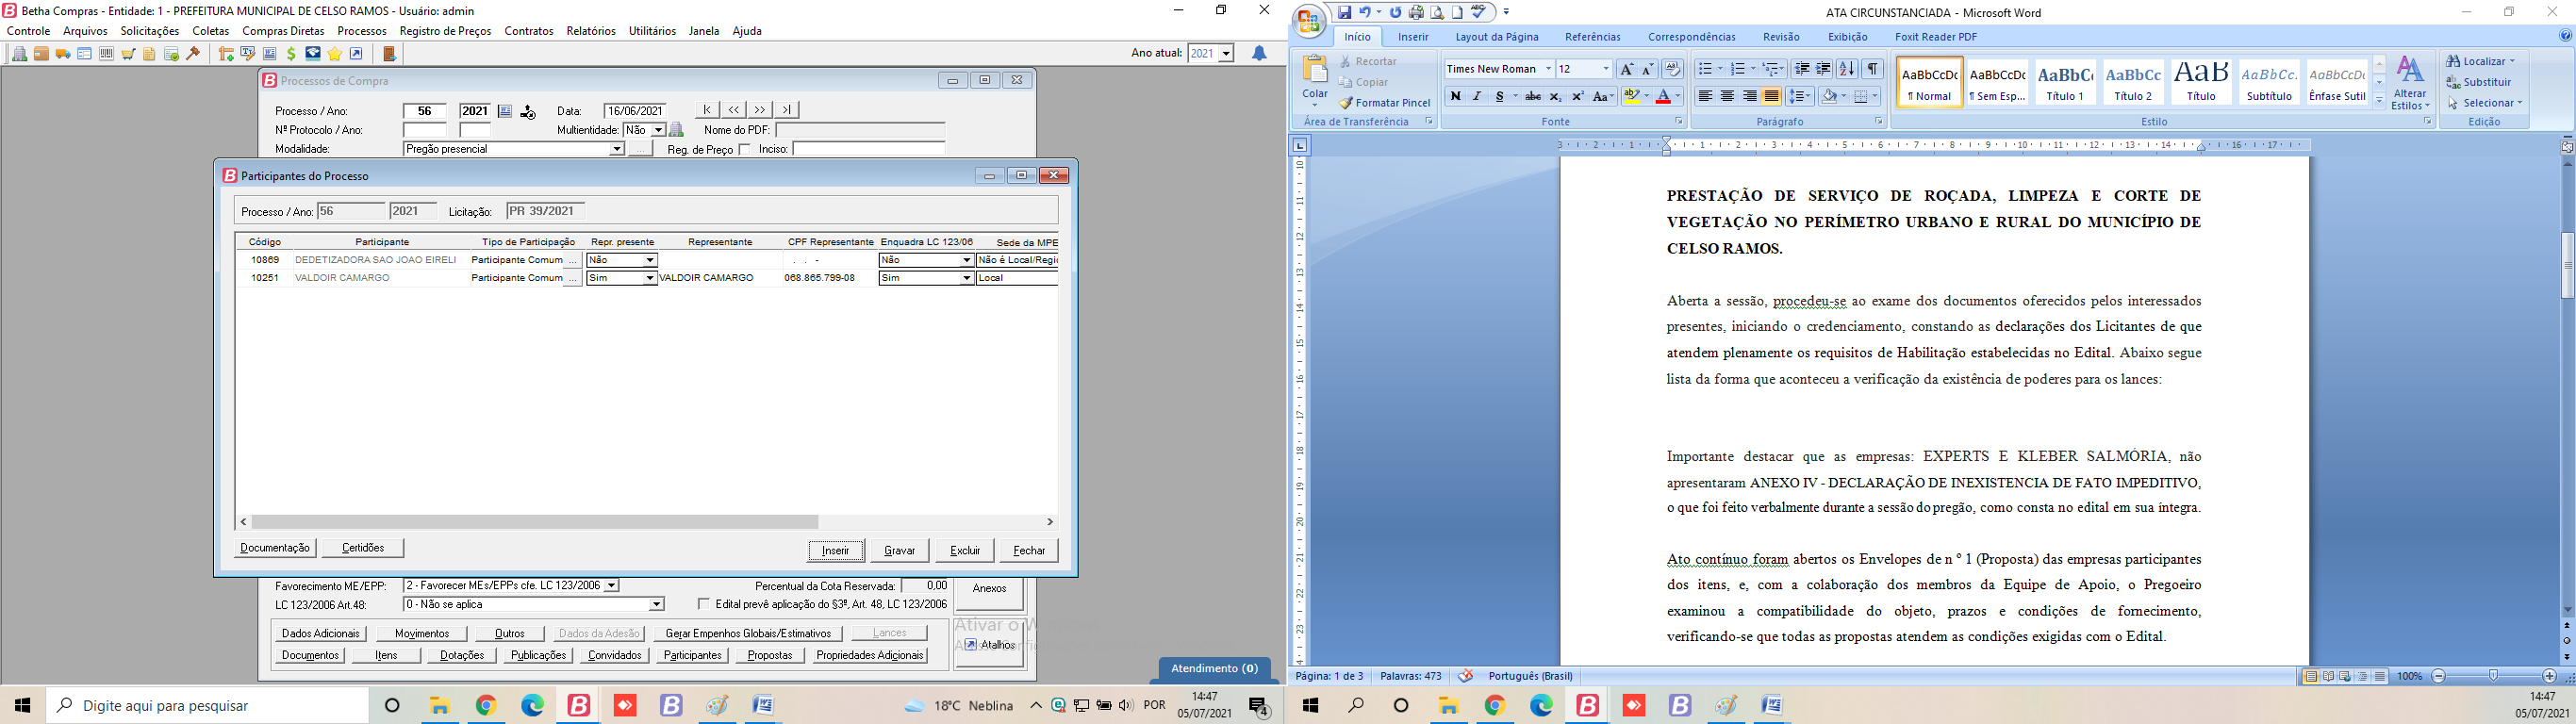 Betha Compras - Entidade: 1 - PREFEITURA MUNICIPAL DE CELSO RAMOS - Usuário: admin
Controle Arquivos Solicitações Coletas Compras Diretas Processos Registro de Preços Contratos Relatórios Utilitários Janela Ajuda
Ano atual: 2021
Processos de Compra
Processo / Ano: 56 2021 Data: 16/06/2021 |< << >> >|
Nº Protocolo / Ano: Multientidade: Não Nome do PDF:
Modalidade: Pregão presencial ... Reg. de Preço Inciso:
Participantes do Processo
Processo / Ano: 56 2021 Licitação: PR 39/2021
Código Participante Tipo de Participação Repr. presente Representante CPF Representante Enquadra LC 123/06 Sede da MPE
10869 DEDETIZADORA SAO JOAO EIRELI Participante Comum ... Não . . - Não Não é Local/Regio
10251 VALDOIR CAMARGO Participante Comum ... Sim VALDOIR CAMARGO 068.865.799-08 Sim Local
Documentação Certidões Inserir Gravar Excluir Fechar
Favorecimento ME/EPP: 2 - Favorecer MEs/EPPs cfe. LC 123/2006 Percentual da Cota Reservada: 0,00 Anexos
LC 123/2006 Art.48: 0 - Não se aplica Edital prevê aplicação do §3º, Art. 48, LC 123/2006
Dados Adicionais Movimentos Outros Dados da Adesão Gerar Empenhos Globais/Estimativos Lances
Ativar o Windows
Atalhos
Documentos Itens Dotações Publicações Convidados Participantes Propostas Propriedades Adicionais
Atendimento (0)
Digite aqui para pesquisar
18°C Neblina POR 14:47
05/07/2021 4
ATA CIRCUNSTANCIADA - Microsoft Word
Início Inserir Layout da Página Referências Correspondências Revisão Exibição Foxit Reader PDF
Colar Recortar
Copiar
Formatar Pincel
Área de Transferência
Times New Roman 12
N I S abc x₂ x² Aa
Fonte
Parágrafo
AaBbCcDc AaBbCcDc AaBbC AaBbCc AaB AaBbCc. AaBbCcDc
¶ Normal ¶ Sem Esp... Título 1 Título 2 Título Subtítulo Ênfase Sutil
Alterar Estilos
Estilo
Localizar
Substituir
Selecionar
Edição
PRESTAÇÃO DE SERVIÇO DE ROÇADA, LIMPEZA E CORTE DE
VEGETAÇÃO NO PERÍMETRO URBANO E RURAL DO MUNICÍPIO DE
CELSO RAMOS.
Aberta a sessão, procedeu-se ao exame dos documentos oferecidos pelos interessados
presentes, iniciando o credenciamento, constando as declarações dos Licitantes de que
atendem plenamente os requisitos de Habilitação estabelecidas no Edital. Abaixo segue
lista da forma que aconteceu a verificação da existência de poderes para os lances:
Importante destacar que as empresas: EXPERTS E KLEBER SALMÓRIA, não
apresentaram ANEXO IV - DECLARAÇÃO DE INEXISTENCIA DE FATO IMPEDITIVO,
o que foi feito verbalmente durante a sessão do pregão, como consta no edital em sua íntegra.
Ato contínuo foram abertos os Envelopes de n º 1 (Proposta) das empresas participantes
dos itens, e, com a colaboração dos membros da Equipe de Apoio, o Pregoeiro
examinou a compatibilidade do objeto, prazos e condições de fornecimento,
verificando-se que todas as propostas atendem as condições exigidas com o Edital.
Página: 1 de 3 Palavras: 473 Português (Brasil) 100%
14:47
05/07/2021